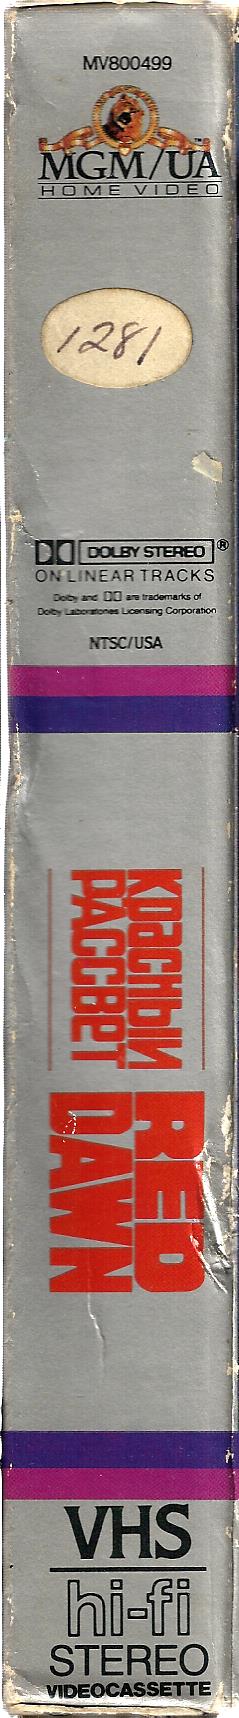 MV800499
MGM/UA
HOME VIDEO
1281
DOLBY STEREO ®
ON LINEAR TRACKS
Dolby and DD are trademarks of
Dolby Laboratories Licensing Corporation
NTSC/USA
КРАСНЫЙ
РАССВЕТ
RED
DAWN
VHS
hi-fi
STEREO
VIDEOCASSETTE